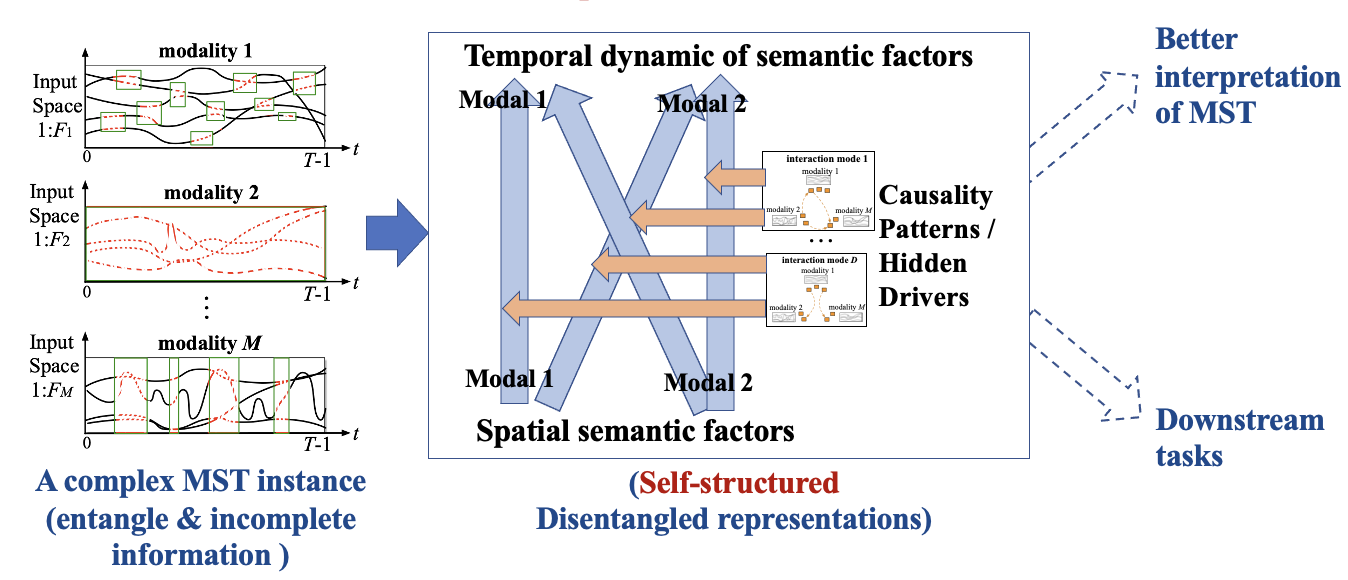 modality 1
Input
Space
1:F1
0
T-1
t
modality 2
Input
Space
1:F2
0
T-1
t
⋮
modality M
Input
Space
1:FM
0
T-1
t
A complex MST instance
(entangle & incomplete
information )
Temporal dynamic of semantic factors
Modal 1
Modal 2
interaction mode 1
modality 1
modality 2
modality M
...
interaction mode D
modality 1
modality 2
modality M
Causality
Patterns /
Hidden
Drivers
Modal 1
Modal 2
Spatial semantic factors
(Self-structured
Disentangled representations)
Better
interpretation
of MST
Downstream
tasks